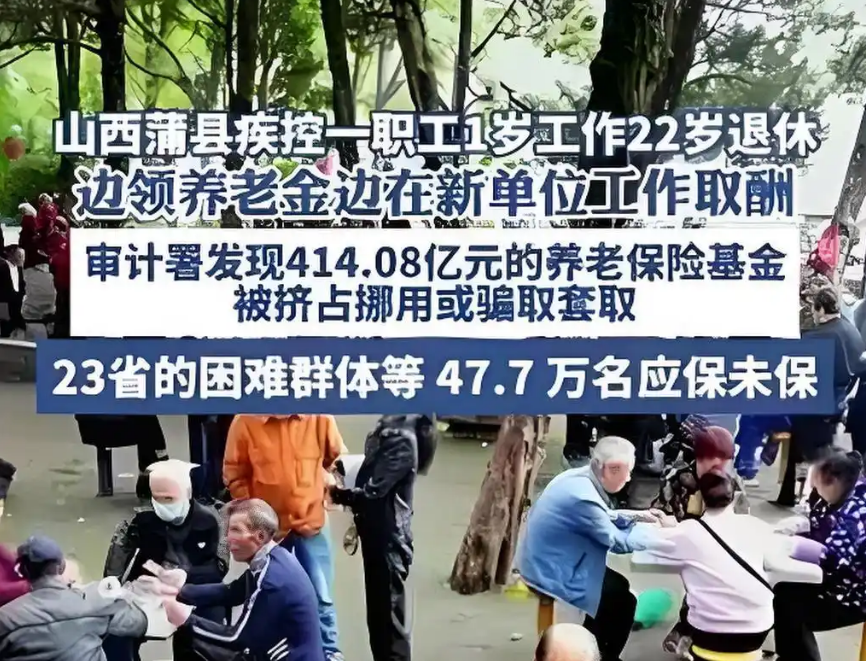 山西蒲县疾控一职工1岁工作22岁退休
边领养老金边在新单位工作取酬
审计署发现414.08亿元的养老保险基金
被挤占挪用或骗取套取
23省的困难群体等 47.7 万名应保未保